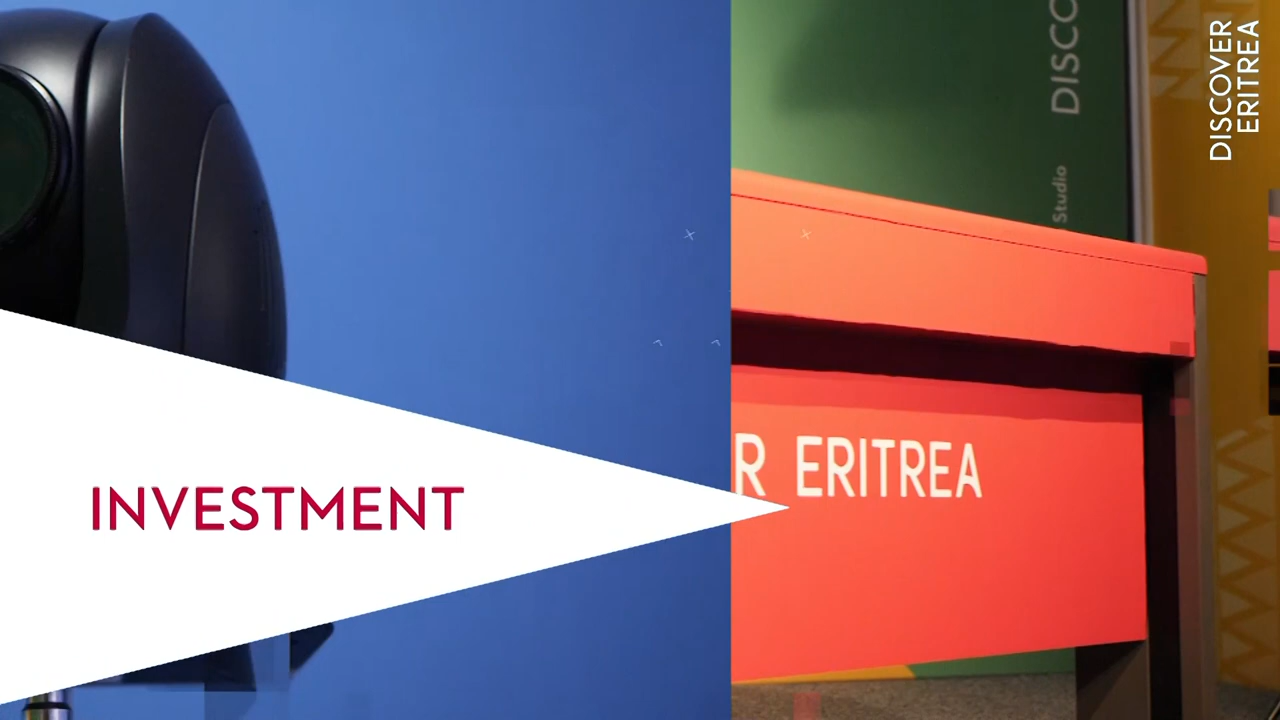 INVESTMENT
R ERITREA
DISCO
Studio
DISCOVER
ERITREA